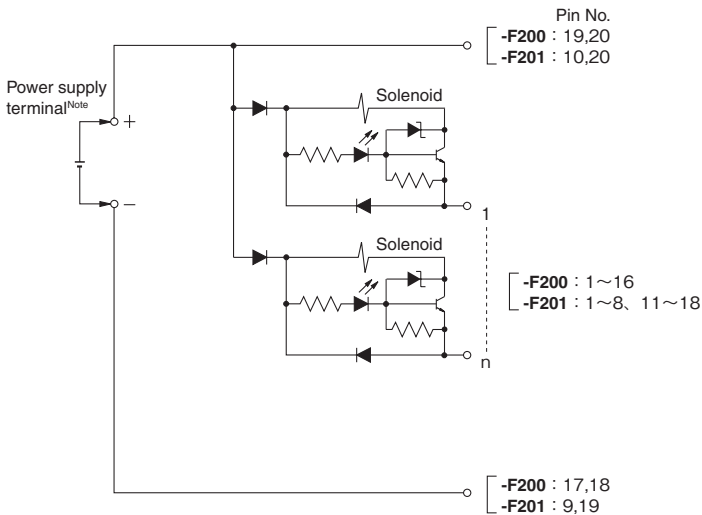 Pin No.
-F200：19,20
-F201：10,20
Power supply
terminalNote
+
Solenoid
−
1
Solenoid
-F200：1～16
-F201：1～8、11～18
n
-F200：17,18
-F201：9,19